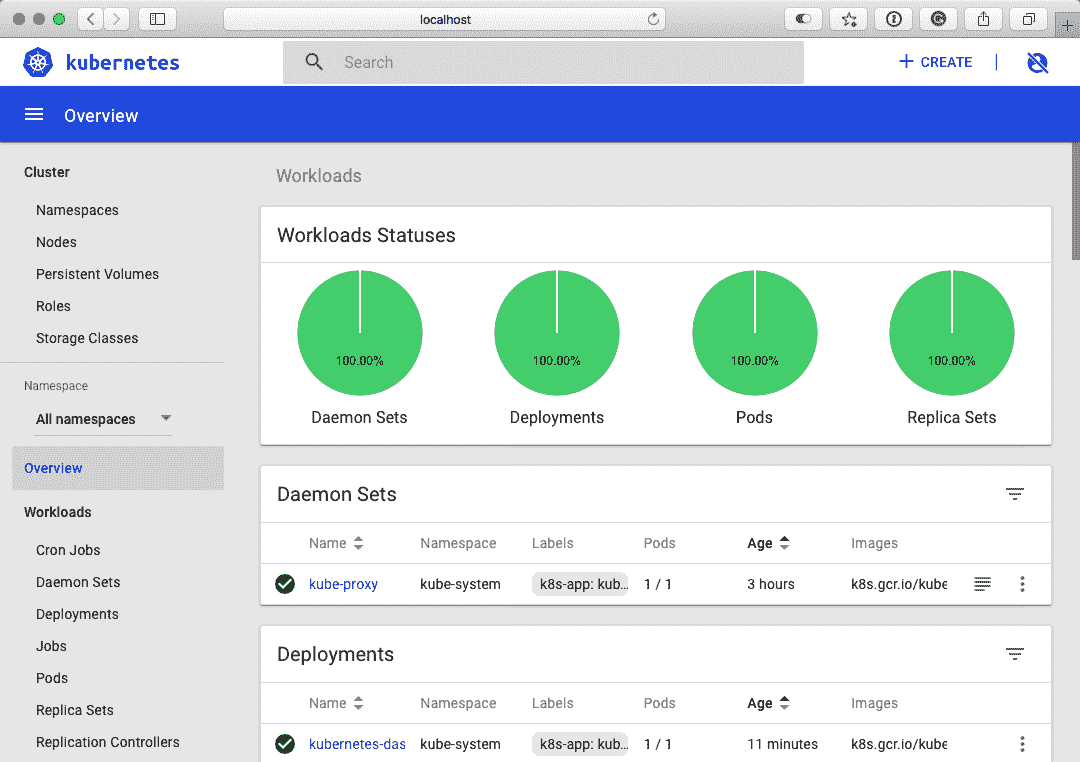 localhost
kubernetes
Search
CREATE
Overview
Cluster
Namespaces
Nodes
Persistent Volumes
Roles
Storage Classes
Namespace
All namespaces
Overview
Workloads
Cron Jobs
Daemon Sets
Deployments
Jobs
Pods
Replica Sets
Replication Controllers
Workloads
Workloads Statuses
100.00% 100.00% 100.00% 100.00%
Daemon Sets Deployments Pods Replica Sets
Daemon Sets
Name Namespace Labels Pods Age Images
kube-proxy kube-system k8s-app: kub... 1 / 1 3 hours k8s.gcr.io/kube
Deployments
Name Namespace Labels Pods Age Images
kubernetes-das kube-system k8s-app: kub... 1 / 1 11 minutes k8s.gcr.io/kube